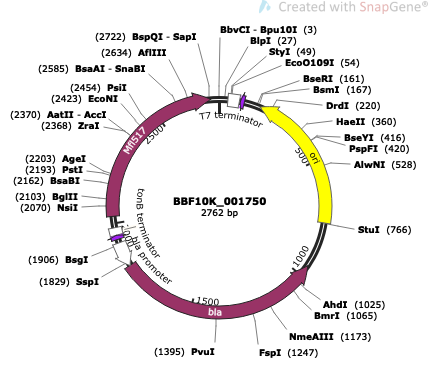 Created with SnapGene®
BbvCI - Bpu10I (3)
BlpI (27)
StyI (49)
EcoO109I (54)
BseRI (161)
BsmI (167)
DrdI (220)
HaeII (360)
BseYI (416)
PspFI (420)
AlwNI (528)
StuI (766)
AhdI (1025)
BmrI (1065)
NmeAIII (1173)
FspI (1247)
(1395) PvuI
(1829) SspI
(1906) BsgI
(2070) NsiI
(2103) BglII
(2162) BsaBI
(2193) PstI
(2203) AgeI
(2368) ZraI
(2370) AatII - AccI
(2423) EcoNI
(2454) PsiI
(2585) BsaAI - SnaBI
(2634) AflIII
(2722) BspQI - SapI
T7 terminator
ori
500
1000
1500
bla
bla promoter
tonB terminator
Mfl517
2500
BBF10K_001750
2762 bp